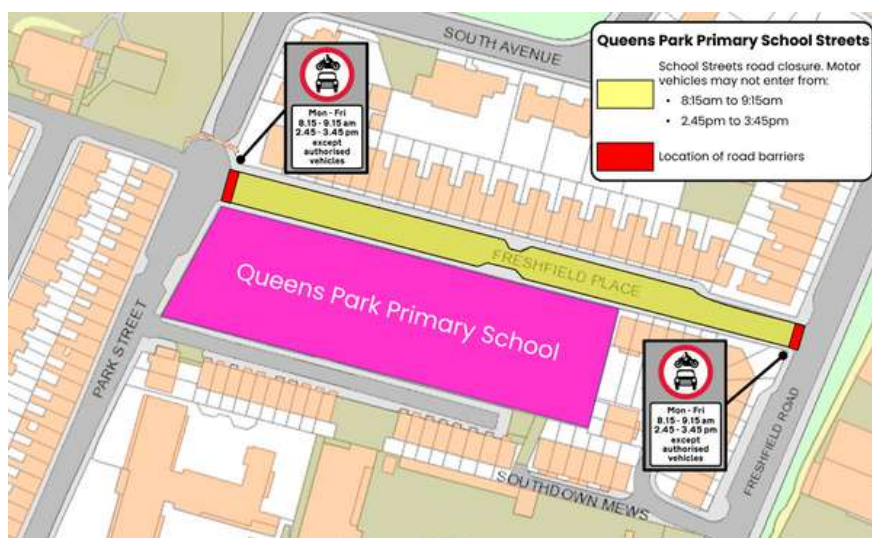 SOUTH AVENUE
Queens Park Primary School Streets
School Streets road closure. Motor
vehicles may not enter from:
• 8:15am to 9:15am
• 2.45pm to 3:45pm
Location of road barriers
Mon - Fri
8.15 - 9.15 am
2.45 - 3.45 pm
except
authorised
vehicles
FRESHFIELD PLACE
Queens Park Primary School
PARK STREET
Mon - Fri
8.15 - 9.15 am
2.45 - 3.45 pm
except
authorised
vehicles
FRESHFIELD ROAD
SOUTHDOWN MEWS